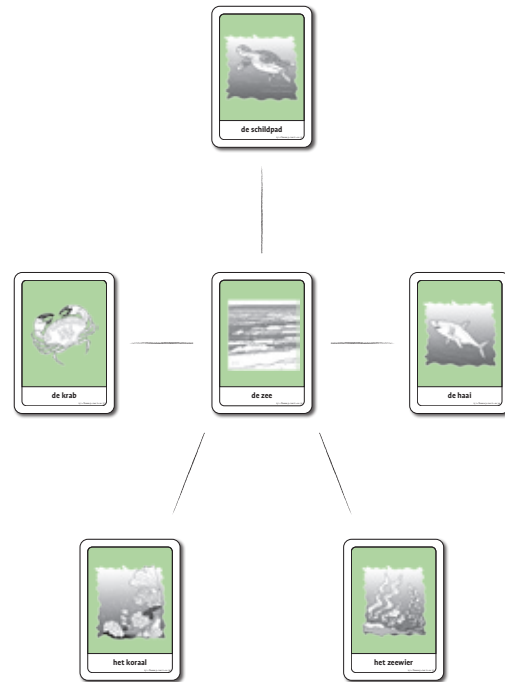 de schildpad
de krab
de zee
de haai
het koraal
het zeewier